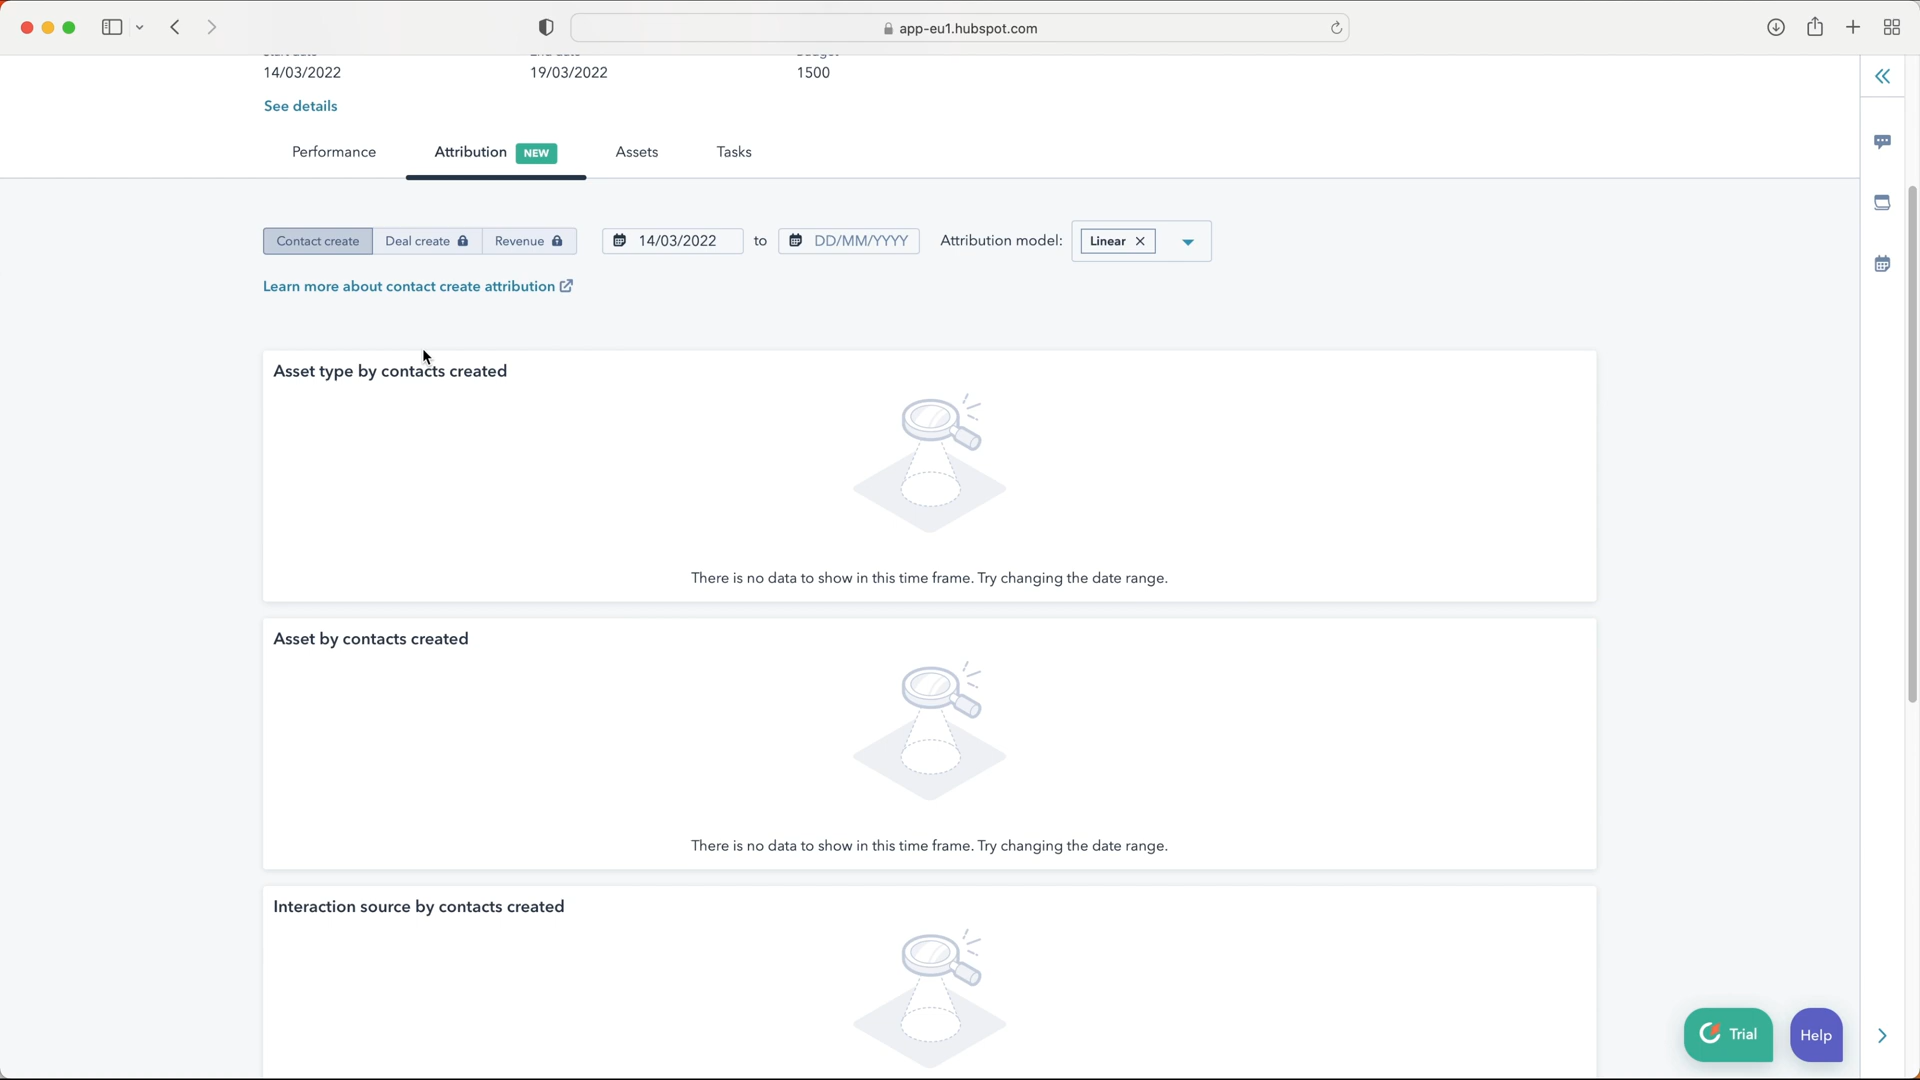 app-eu1.hubspot.com
14/03/2022 19/03/2022 1500
See details
Performance Attribution NEW Assets Tasks
Contact create Deal create Revenue 14/03/2022 to DD/MM/YYYY Attribution model: Linear
Learn more about contact create attribution
Asset type by contacts created
There is no data to show in this time frame. Try changing the date range.
Asset by contacts created
There is no data to show in this time frame. Try changing the date range.
Interaction source by contacts created
Trial Help